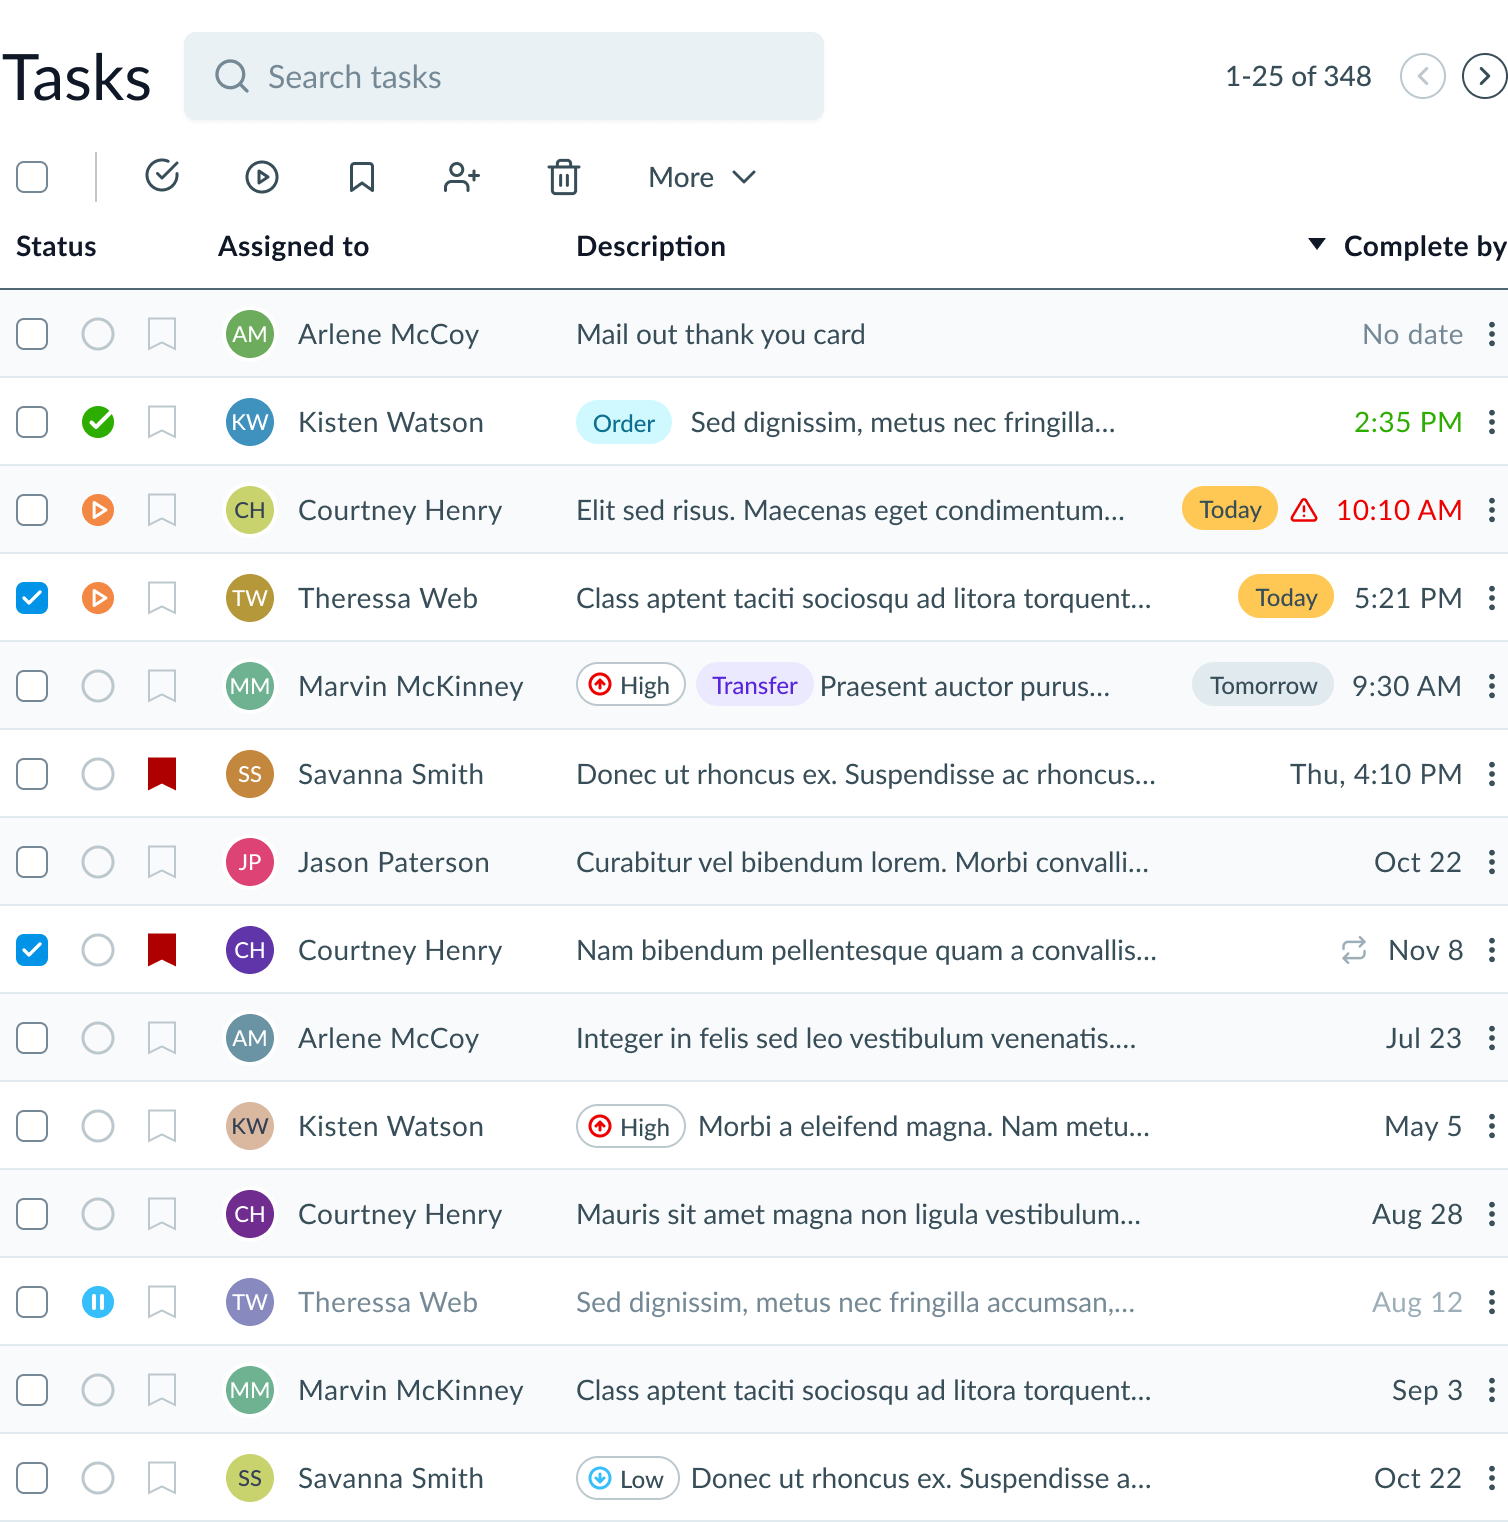 Tasks Search tasks 1-25 of 348
More
Status Assigned to Description Complete by
AM Arlene McCoy Mail out thank you card No date
KW Kisten Watson Order Sed dignissim, metus nec fringilla... 2:35 PM
CH Courtney Henry Elit sed risus. Maecenas eget condimentum... Today 10:10 AM
TW Theressa Web Class aptent taciti sociosqu ad litora torquent... Today 5:21 PM
MM Marvin McKinney High Transfer Praesent auctor purus... Tomorrow 9:30 AM
SS Savanna Smith Donec ut rhoncus ex. Suspendisse ac rhoncus... Thu, 4:10 PM
JP Jason Paterson Curabitur vel bibendum lorem. Morbi convalli... Oct 22
CH Courtney Henry Nam bibendum pellentesque quam a convallis... Nov 8
AM Arlene McCoy Integer in felis sed leo vestibulum venenatis.... Jul 23
KW Kisten Watson High Morbi a eleifend magna. Nam metu... May 5
CH Courtney Henry Mauris sit amet magna non ligula vestibulum... Aug 28
TW Theressa Web Sed dignissim, metus nec fringilla accumsan,... Aug 12
MM Marvin McKinney Class aptent taciti sociosqu ad litora torquent... Sep 3
SS Savanna Smith Low Donec ut rhoncus ex. Suspendisse a... Oct 22